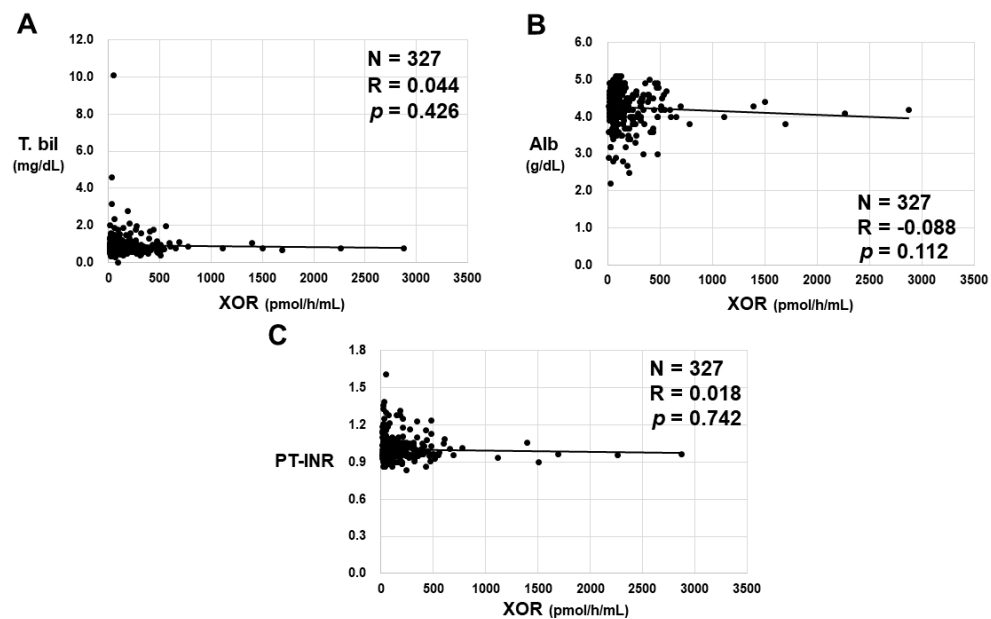 A
12.0
10.0
8.0
6.0
4.0
2.0
0.0
T. bil
(mg/dL)
N = 327
R = 0.044
p = 0.426
0 500 1000 1500 2000 2500 3000 3500
XOR (pmol/h/mL)
B
6.0
5.0
4.0
3.0
2.0
1.0
0.0
Alb
(g/dL)
N = 327
R = -0.088
p = 0.112
0 500 1000 1500 2000 2500 3000 3500
XOR (pmol/h/mL)
C
1.8
1.5
1.2
0.9
0.6
0.3
0.0
PT-INR
N = 327
R = 0.018
p = 0.742
0 500 1000 1500 2000 2500 3000 3500
XOR (pmol/h/mL)